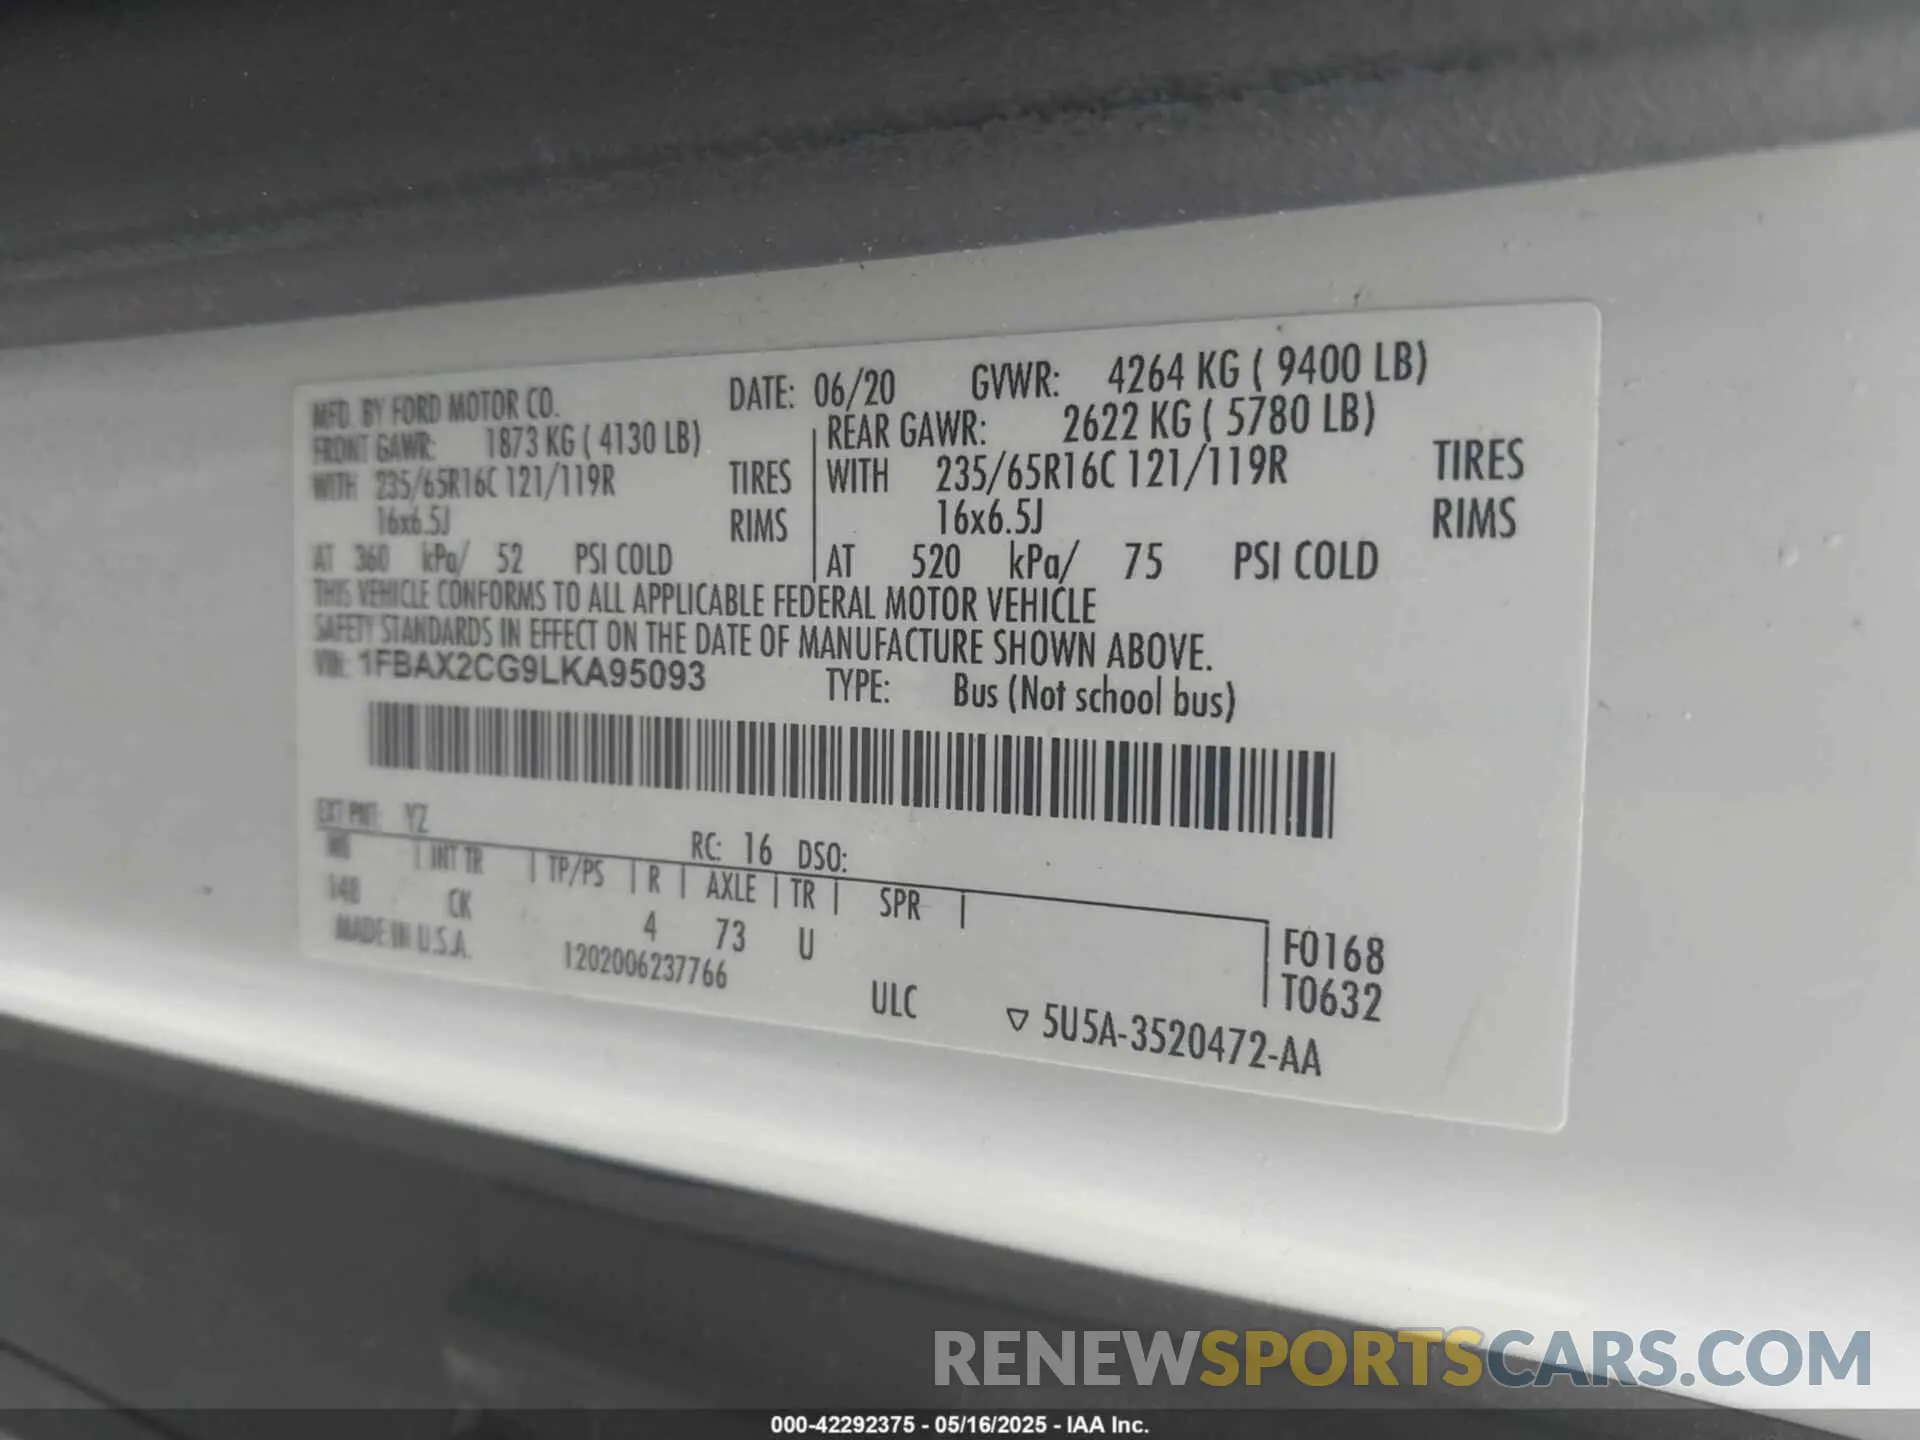 MFD. BY FORD MOTOR CO. DATE: 06/20 GVWR: 4264 KG ( 9400 LB)
FRONT GAWR: 1873 KG ( 4130 LB) REAR GAWR: 2622 KG ( 5780 LB)
WITH 235/65R16C 121/119R TIRES WITH 235/65R16C 121/119R TIRES
16x6.5J RIMS 16x6.5J RIMS
AT 360 kPa/ 52 PSI COLD AT 520 kPa/ 75 PSI COLD
THIS VEHICLE CONFORMS TO ALL APPLICABLE FEDERAL MOTOR VEHICLE
SAFETY STANDARDS IN EFFECT ON THE DATE OF MANUFACTURE SHOWN ABOVE.
VIN: 1FBAX2CG9LKA95093 TYPE: Bus (Not school bus)
EXT PNT: YZ RC: 16 DSO:
WB | INT TR | TP/PS | R | AXLE | TR | SPR |
148 CK 4 73 U F0168
MADE IN U.S.A. 1202006237766 T0632
ULC ▽ 5U5A-3520472-AA
RENEWSPORTSCARS.COM
000-42292375 - 05/16/2025 - IAA Inc.